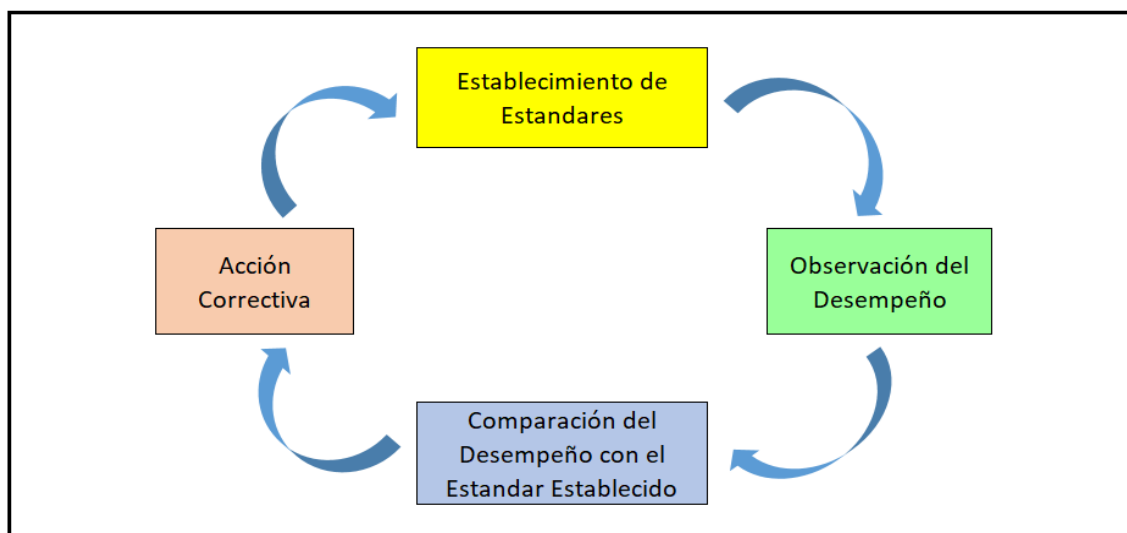 Establecimiento de
Estandares
Observación del
Desempeño
Comparación del
Desempeño con el
Estandar Establecido
Acción
Correctiva